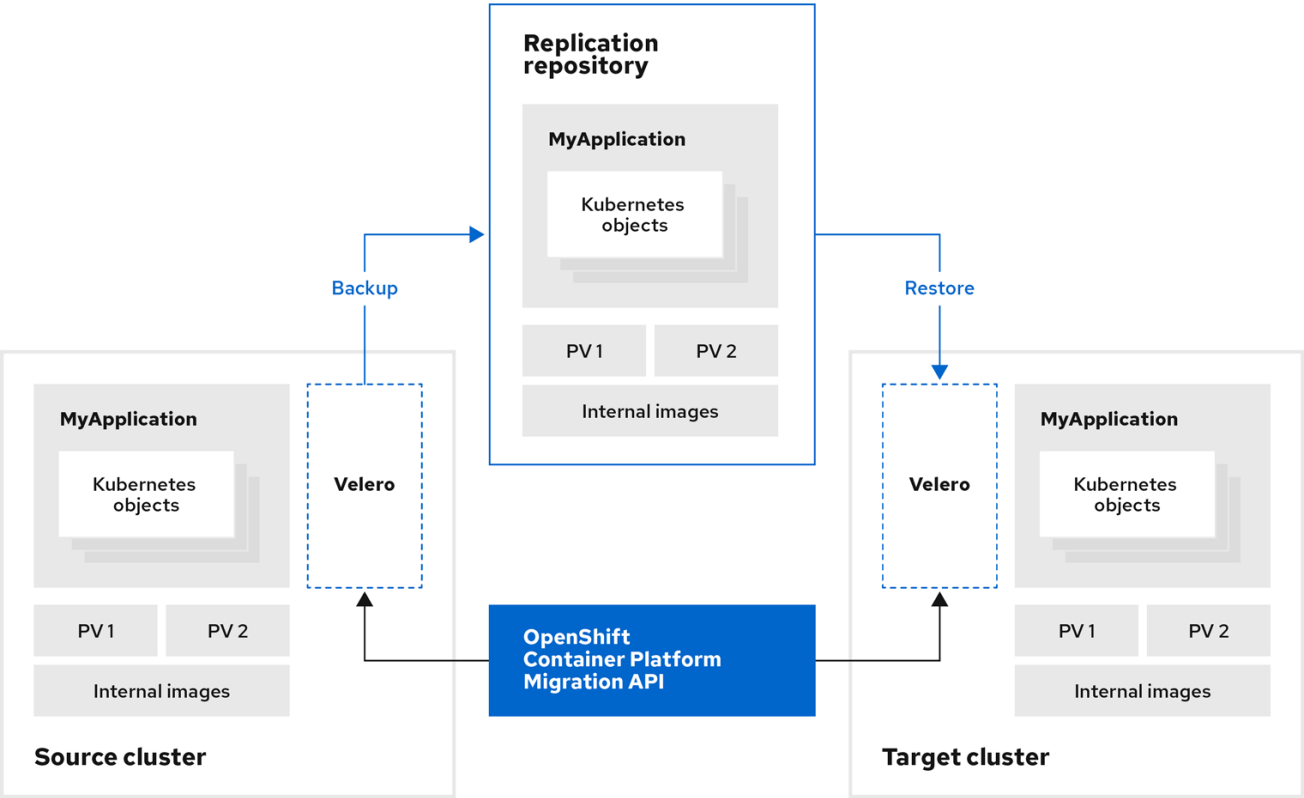 Replication
repository
MyApplication
Kubernetes
objects
PV 1
PV 2
Internal images
Backup
Restore
MyApplication
Kubernetes
objects
Velero
PV 1
PV 2
Internal images
Source cluster
OpenShift
Container Platform
Migration API
Velero
MyApplication
Kubernetes
objects
PV 1
PV 2
Internal images
Target cluster